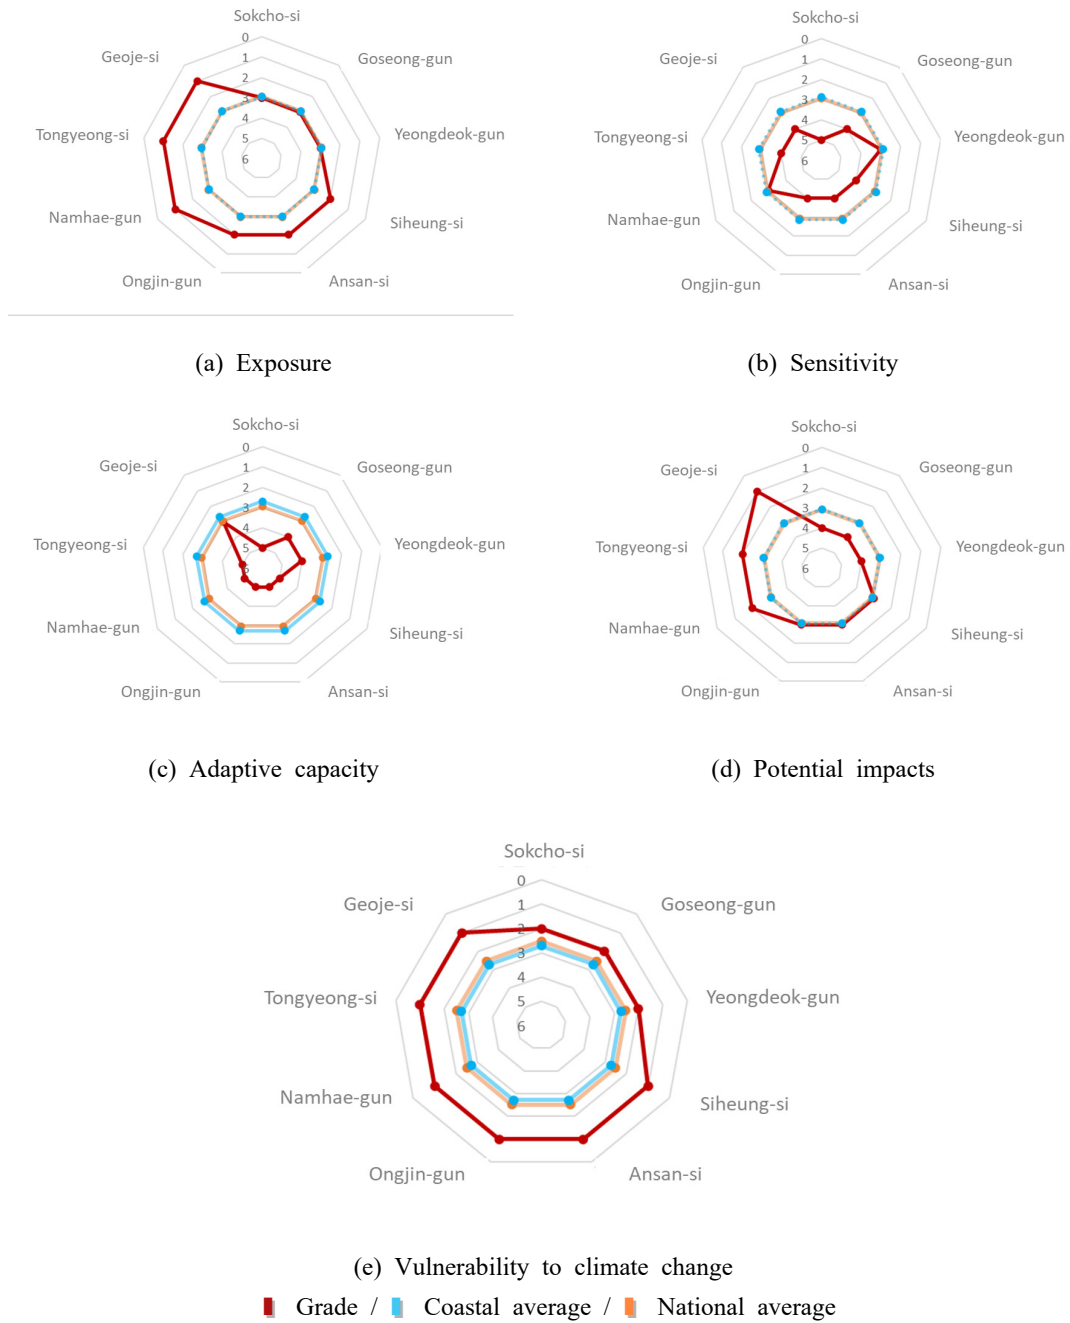 Sokcho-si
Goseong-gun
Yeongdeok-gun
Siheung-si
Ansan-si
Ongjin-gun
Namhae-gun
Tongyeong-si
Geoje-si
0
1
2
3
4
5
6
(a) Exposure
Sokcho-si
Goseong-gun
Yeongdeok-gun
Siheung-si
Ansan-si
Ongjin-gun
Namhae-gun
Tongyeong-si
Geoje-si
0
1
2
3
4
5
6
(b) Sensitivity
Sokcho-si
Goseong-gun
Yeongdeok-gun
Siheung-si
Ansan-si
Ongjin-gun
Namhae-gun
Tongyeong-si
Geoje-si
0
1
2
3
4
5
6
(c) Adaptive capacity
Sokcho-si
Goseong-gun
Yeongdeok-gun
Siheung-si
Ansan-si
Ongjin-gun
Namhae-gun
Tongyeong-si
Geoje-si
0
1
2
3
4
5
6
(d) Potential impacts
Sokcho-si
Goseong-gun
Yeongdeok-gun
Siheung-si
Ansan-si
Ongjin-gun
Namhae-gun
Tongyeong-si
Geoje-si
0
1
2
3
4
5
6
(e) Vulnerability to climate change
Grade / Coastal average / National average